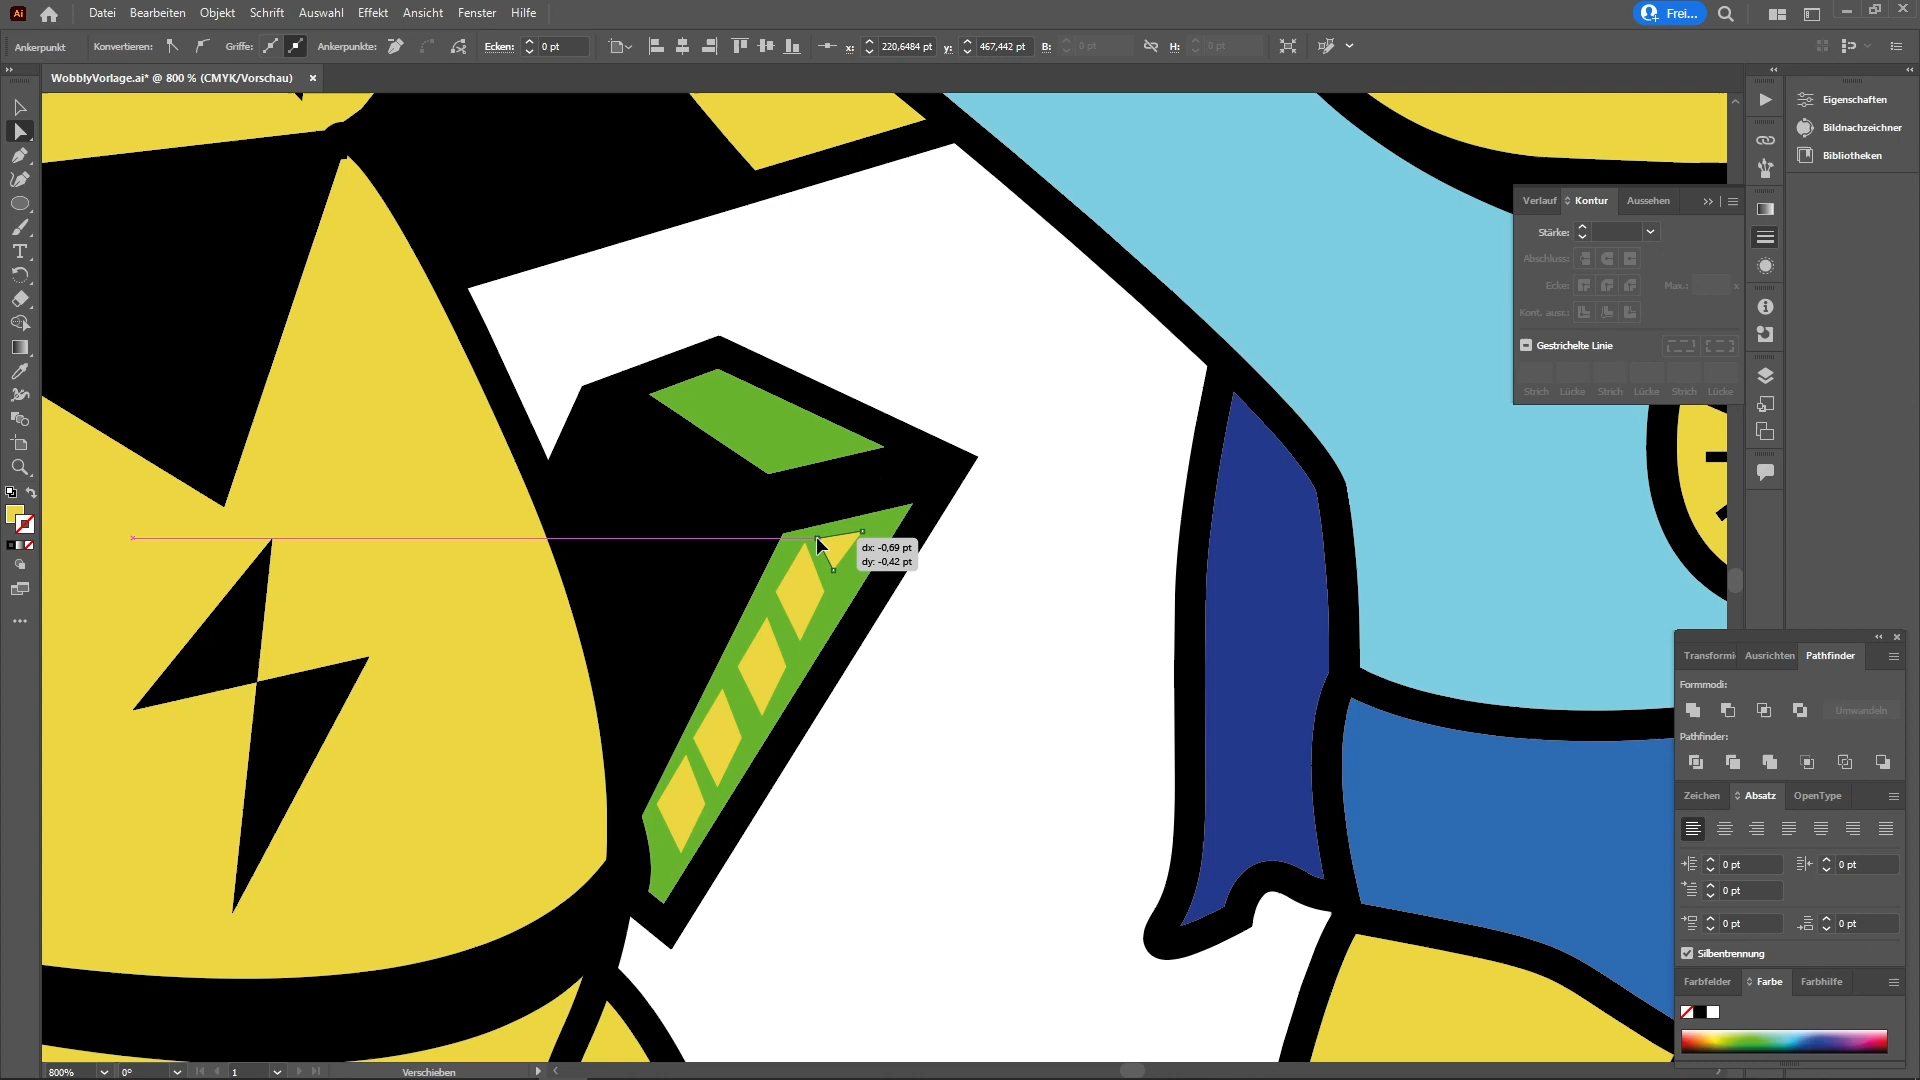 Ai Datei Bearbeiten Objekt Schrift Auswahl Effekt Ansicht Fenster Hilfe Frei...
Ankerpunkt Konvertieren: Griffe: Ankerpunkte: Ecken: 0 pt x: 220,6484 pt y: 467,442 pt B: 0 pt H: 0 pt
WobblyVorlage.ai* @ 800 % (CMYK/Vorschau) ×
Eigenschaften
Bildnachzeichner
Bibliotheken
Verlauf Kontur Aussehen
Stärke:
Abschluss:
Ecke: Max.: x
Kont. ausr.:
Gestrichelte Linie
Strich Lücke Strich Lücke Strich Lücke
dx: -0,69 pt
dy: -0,42 pt
Transformi Ausrichten Pathfinder
Formmodi:
Umwandeln
Pathfinder:
Zeichen Absatz OpenType
0 pt 0 pt
0 pt
0 pt 0 pt
Silbentrennung
Farbfelder Farbe Farbhilfe
800% 0° 1 Verschieben